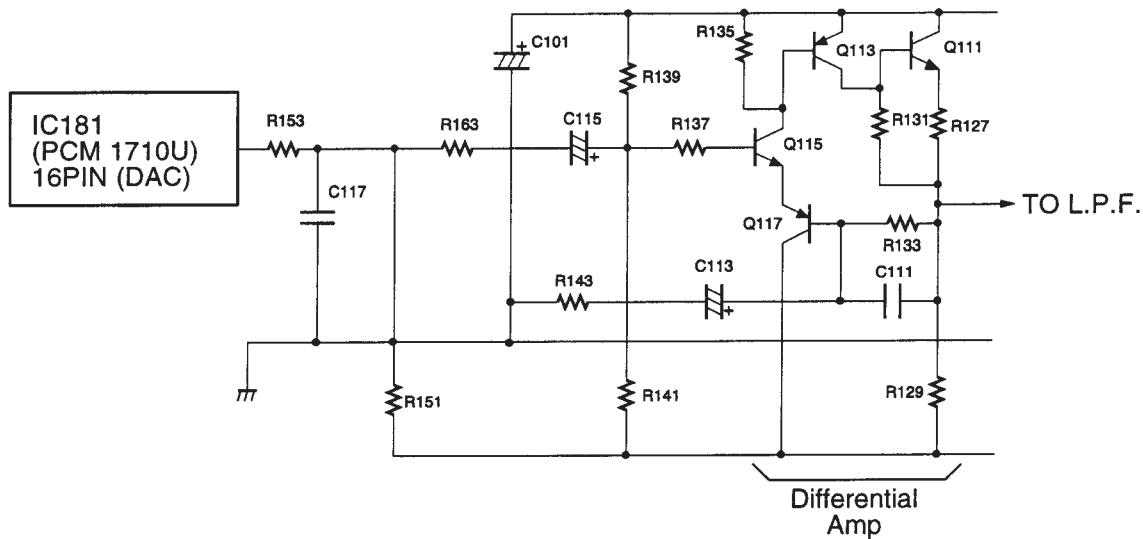 IC181
(PCM 1710U)
16PIN (DAC)
R153
C117
R163
C101
C115
R139
R137
R135
Q113
Q111
Q115
R131
R127
TO L.P.F.
Q117
R133
R143
C113
C111
R151
R141
R129
Differential
Amp